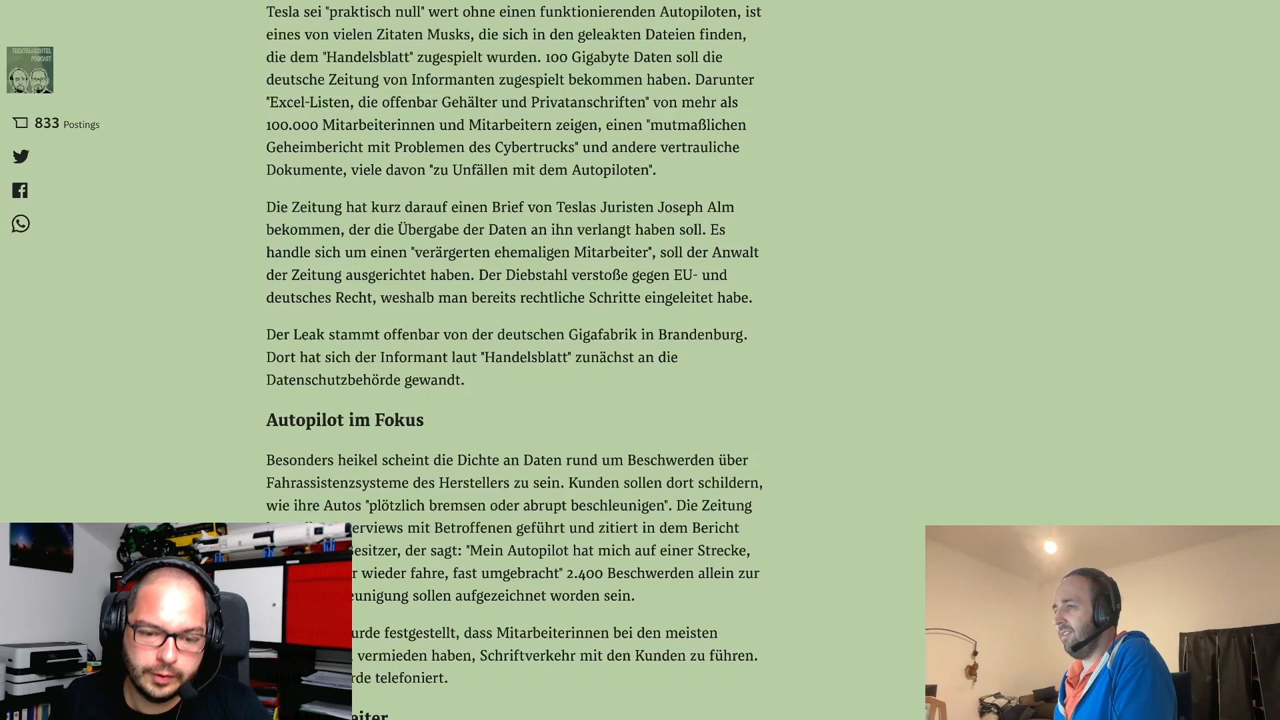 Tesla sei "praktisch null" wert ohne einen funktionierenden Autopiloten, ist
eines von vielen Zitaten Musks, die sich in den geleakten Dateien finden,
die dem "Handelsblatt" zugespielt wurden. 100 Gigabyte Daten soll die
deutsche Zeitung von Informanten zugespielt bekommen haben. Darunter
"Excel-Listen, die offenbar Gehälter und Privatanschriften" von mehr als
100.000 Mitarbeiterinnen und Mitarbeitern zeigen, einen "mutmaßlichen
Geheimbericht mit Problemen des Cybertrucks" und andere vertrauliche
Dokumente, viele davon "zu Unfällen mit dem Autopiloten".
PODCAST
833 Postings
Die Zeitung hat kurz darauf einen Brief von Teslas Juristen Joseph Alm
bekommen, der die Übergabe der Daten an ihn verlangt haben soll. Es
handle sich um einen "verärgerten ehemaligen Mitarbeiter", soll der Anwalt
der Zeitung ausgerichtet haben. Der Diebstahl verstoße gegen EU- und
deutsches Recht, weshalb man bereits rechtliche Schritte eingeleitet habe.
Der Leak stammt offenbar von der deutschen Gigafabrik in Brandenburg.
Dort hat sich der Informant laut "Handelsblatt" zunächst an die
Datenschutzbehörde gewandt.
Autopilot im Fokus
Besonders heikel scheint die Dichte an Daten rund um Beschwerden über
Fahrassistenzsysteme des Herstellers zu sein. Kunden sollen dort schildern,
wie ihre Autos "plötzlich bremsen oder abrupt beschleunigen". Die Zeitung
mit Betroffenen geführt und zitiert in dem Bericht
der sagt: "Mein Autopilot hat mich auf einer Strecke,
wieder fahre, fast umgebracht" 2.400 Beschwerden allein zur
sollen aufgezeichnet worden sein.
festgestellt, dass Mitarbeiterinnen bei den meisten
vermieden haben, Schriftverkehr mit den Kunden zu führen.
telefoniert.